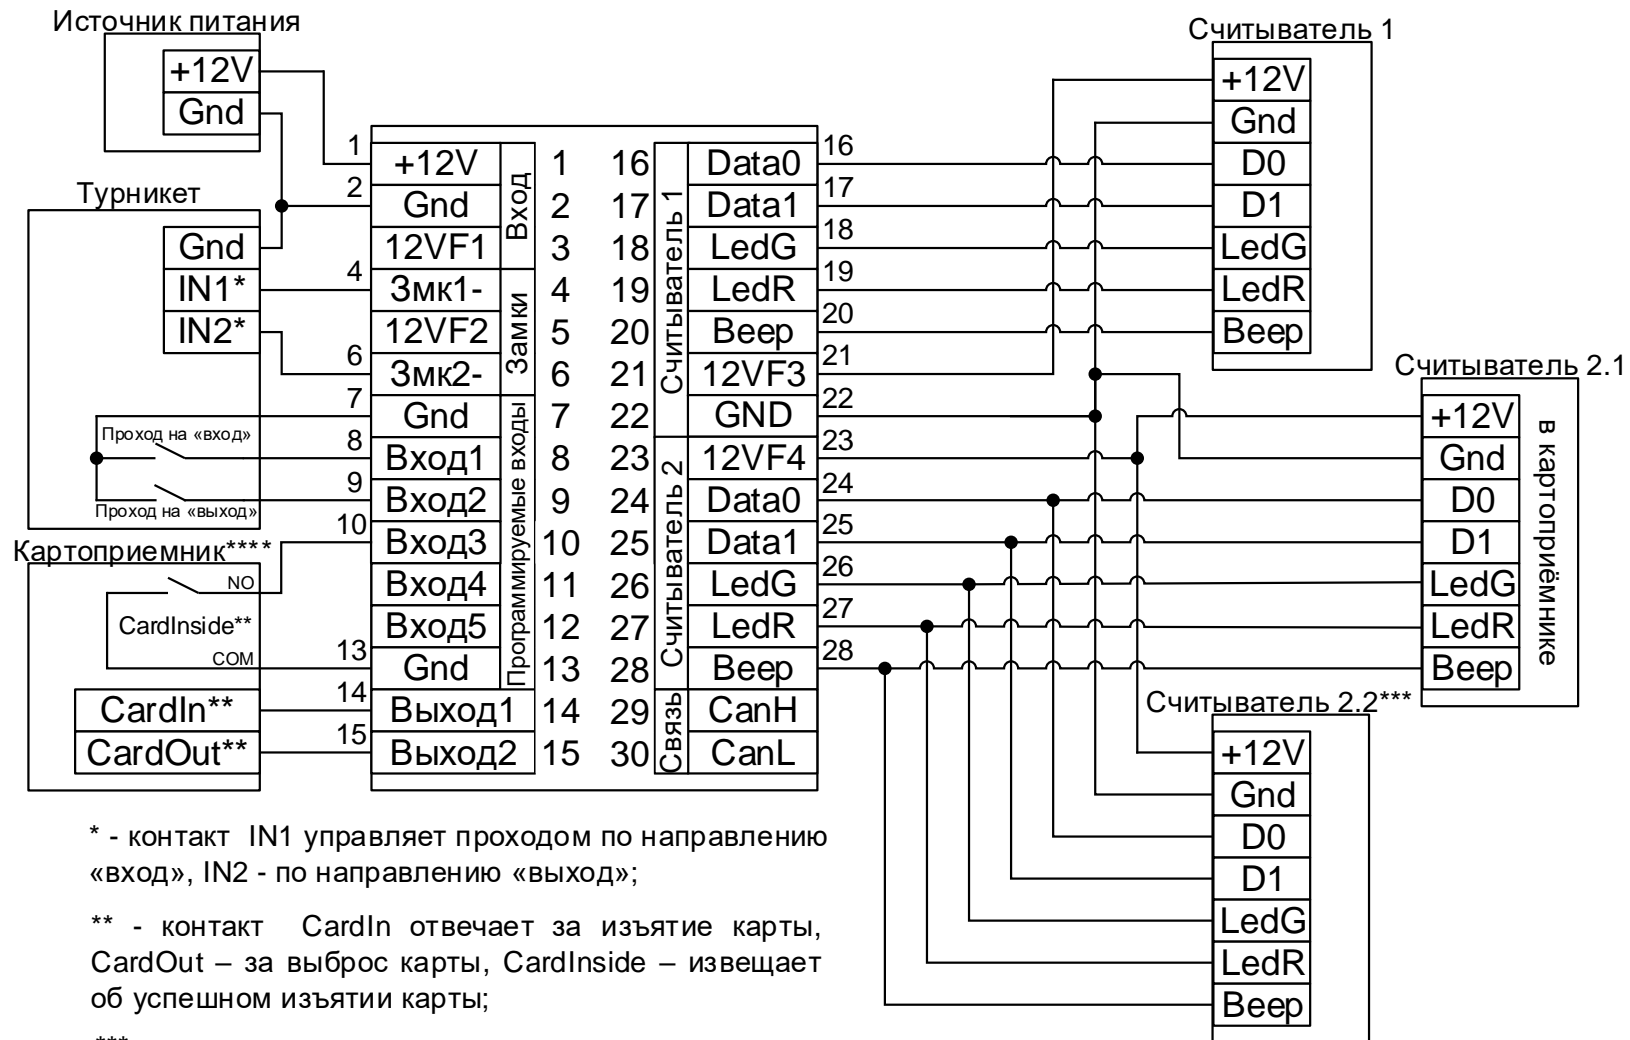 Источник питания
+12V
Gnd
Турникет
Gnd
IN1*
IN2*
Проход на «вход»
Проход на «выход»
Картоприемник****
NO
CardInside**
COM
CardIn**
CardOut**
1
2
4
6
7
8
9
10
13
14
15
+12V
Gnd
12VF1
Змк1-
12VF2
Змк2-
Gnd
Вход1
Вход2
Вход3
Вход4
Вход5
Gnd
Выход1
Выход2
Вход
Замки
Программируемые входы
1
2
3
4
5
6
7
8
9
10
11
12
13
14
15
16
17
18
19
20
21
22
23
24
25
26
27
28
29
30
Считыватель 1
Считыватель 2
Связь
Data0
Data1
LedG
LedR
Beep
12VF3
GND
12VF4
Data0
Data1
LedG
LedR
Beep
CanH
CanL
16
17
18
19
20
21
22
23
24
25
26
27
28
Считыватель 1
+12V
Gnd
D0
D1
LedG
LedR
Beep
Считыватель 2.1
+12V
Gnd
D0
D1
LedG
LedR
Beep
в картоприёмнике
Считыватель 2.2***
+12V
Gnd
D0
D1
LedG
LedR
Beep
* - контакт IN1 управляет проходом по направлению
«вход», IN2 - по направлению «выход»;
** - контакт CardIn отвечает за изъятие карты,
CardOut – за выброс карты, CardInside – извещает
об успешном изъятии карты;
***